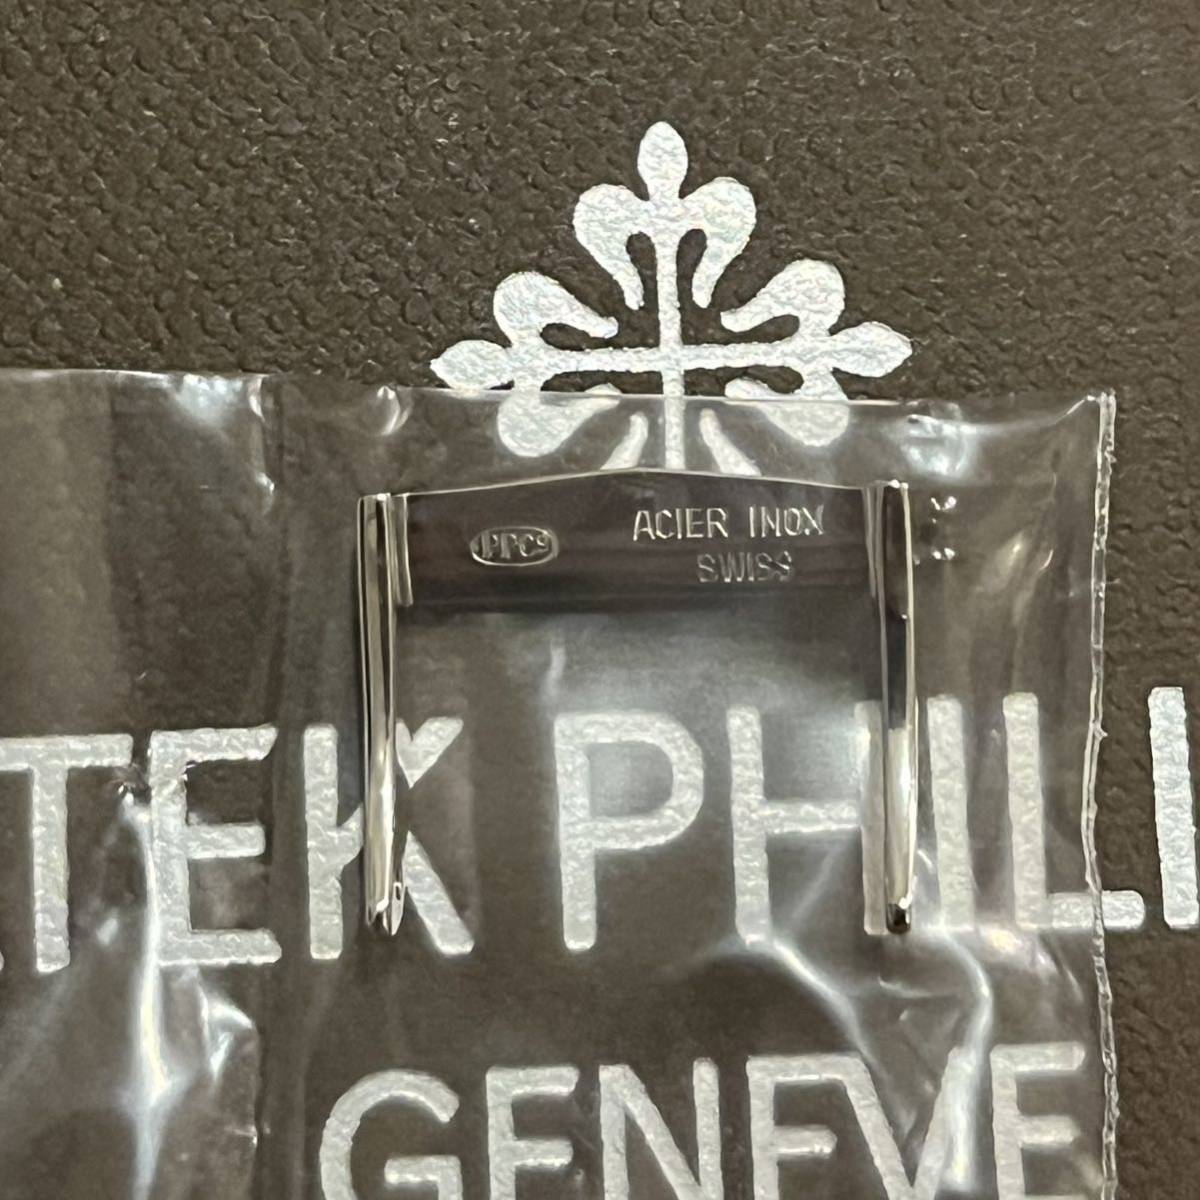 PPCo
ACIER INOX
SWISS
TEK PHILI
GENEVE